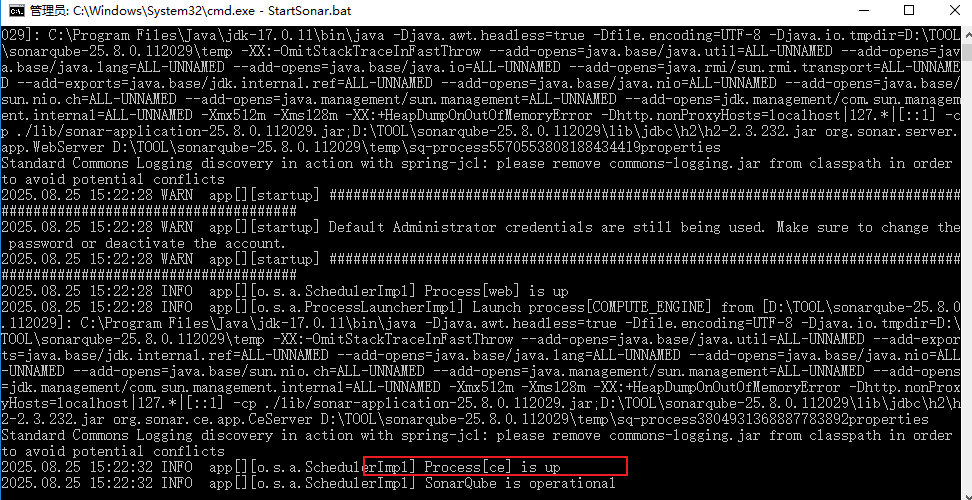 管理员: C:\Windows\System32\cmd.exe - StartSonar.bat
029]: C:\Program Files\Java\jdk-17.0.11\bin\java -Djava.awt.headless=true -Dfile.encoding=UTF-8 -Djava.io.tmpdir=D:\TOOL
\sonarqube-25.8.0.112029\temp -XX:-OmitStackTraceInFastThrow --add-opens=java.base/java.util=ALL-UNNAMED --add-opens=jav
a.base/java.lang=ALL-UNNAMED --add-opens=java.base/java.io=ALL-UNNAMED --add-opens=java.rmi/sun.rmi.transport=ALL-UNNAME
D --add-exports=java.base/jdk.internal.ref=ALL-UNNAMED --add-opens=java.base/java.nio=ALL-UNNAMED --add-opens=java.base/
sun.nio.ch=ALL-UNNAMED --add-opens=java.management/sun.management=ALL-UNNAMED --add-opens=jdk.management/com.sun.managem
ent.internal=ALL-UNNAMED -Xmx512m -Xms128m -XX:+HeapDumpOnOutOfMemoryError -Dhttp.nonProxyHosts=localhost|127.*|[::1] -c
p ./lib/sonar-application-25.8.0.112029.jar;D:\TOOL\sonarqube-25.8.0.112029\lib\jdbc\h2\h2-2.3.232.jar org.sonar.server.
app.WebServer D:\TOOL\sonarqube-25.8.0.112029\temp\sq-process5570553808188434419properties
Standard Commons Logging discovery in action with spring-jcl: please remove commons-logging.jar from classpath in order
to avoid potential conflicts
2025.08.25 15:22:28 WARN  app[][startup] ###############################################################################
#####################################
2025.08.25 15:22:28 WARN  app[][startup] Default Administrator credentials are still being used. Make sure to change the
 password or deactivate the account.
2025.08.25 15:22:28 WARN  app[][startup] ###############################################################################
#####################################
2025.08.25 15:22:28 INFO  app[][o.s.a.SchedulerImpl] Process[web] is up
2025.08.25 15:22:28 INFO  app[][o.s.a.ProcessLauncherImpl] Launch process[COMPUTE_ENGINE] from [D:\TOOL\sonarqube-25.8.0
.112029]: C:\Program Files\Java\jdk-17.0.11\bin\java -Djava.awt.headless=true -Dfile.encoding=UTF-8 -Djava.io.tmpdir=D:\
TOOL\sonarqube-25.8.0.112029\temp -XX:-OmitStackTraceInFastThrow --add-opens=java.base/java.util=ALL-UNNAMED --add-expor
ts=java.base/jdk.internal.ref=ALL-UNNAMED --add-opens=java.base/java.lang=ALL-UNNAMED --add-opens=java.base/java.nio=ALL
-UNNAMED --add-opens=java.base/sun.nio.ch=ALL-UNNAMED --add-opens=java.management/sun.management=ALL-UNNAMED --add-opens
=jdk.management/com.sun.management.internal=ALL-UNNAMED -Xmx512m -Xms128m -XX:+HeapDumpOnOutOfMemoryError -Dhttp.nonProx
yHosts=localhost|127.*|[::1] -cp ./lib/sonar-application-25.8.0.112029.jar;D:\TOOL\sonarqube-25.8.0.112029\lib\jdbc\h2\h
2-2.3.232.jar org.sonar.ce.app.CeServer D:\TOOL\sonarqube-25.8.0.112029\temp\sq-process3804931368887783892properties
Standard Commons Logging discovery in action with spring-jcl: please remove commons-logging.jar from classpath in order
to avoid potential conflicts
2025.08.25 15:22:32 INFO  app[][o.s.a.SchedulerImpl] Process[ce] is up
2025.08.25 15:22:32 INFO  app[][o.s.a.SchedulerImpl] SonarQube is operational